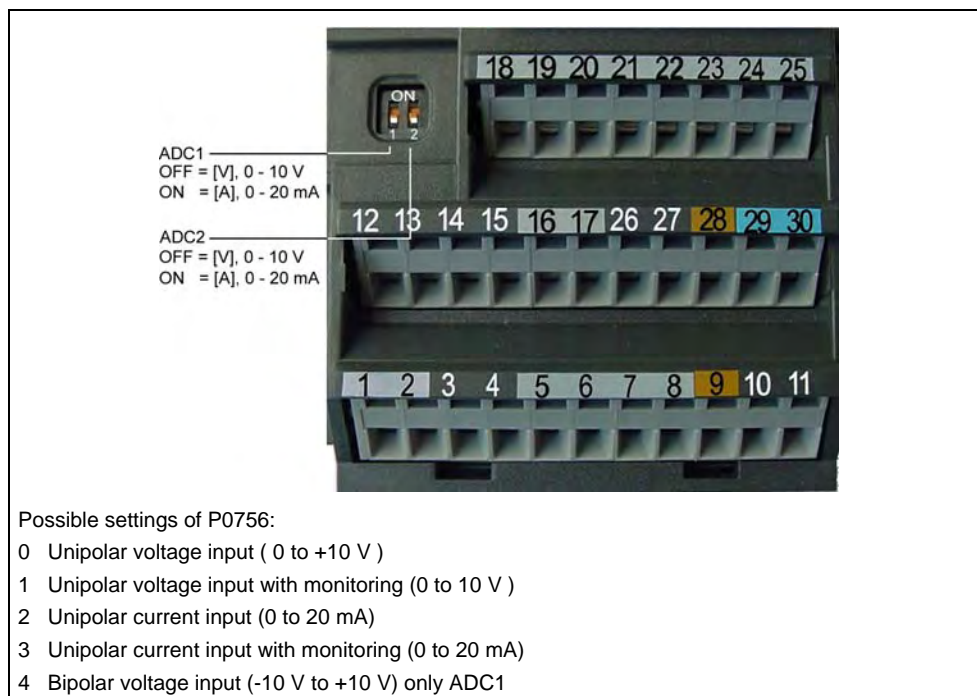 18 19 20 21 22 23 24 25
ON
1 2
ADC1
OFF = [V], 0 - 10 V
ON = [A], 0 - 20 mA
12 13 14 15 16 17 26 27 28 29 30
ADC2
OFF = [V], 0 - 10 V
ON = [A], 0 - 20 mA
1 2 3 4 5 6 7 8 9 10 11
Possible settings of P0756:
0 Unipolar voltage input ( 0 to +10 V )
1 Unipolar voltage input with monitoring (0 to 10 V )
2 Unipolar current input (0 to 20 mA)
3 Unipolar current input with monitoring (0 to 20 mA)
4 Bipolar voltage input (-10 V to +10 V) only ADC1